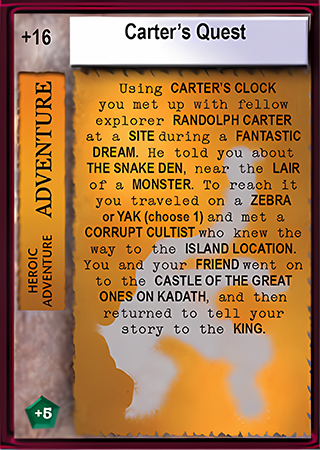 +16
Carter's Quest
HEROIC
ADVENTURE
ADVENTURE
Using CARTER'S CLOCK
you met up with fellow
explorer RANDOLPH CARTER
at a SITE during a FANTASTIC
DREAM. He told you about
THE SNAKE DEN, near the LAIR
of a MONSTER. To reach it
you traveled on a ZEBRA
or YAK (choose 1) and met a
CORRUPT CULTIST who knew the
way to the ISLAND LOCATION.
You and your FRIEND went on
to the CASTLE OF THE GREAT
ONES ON KADATH, and then
returned to tell your
story to the KING.
+5